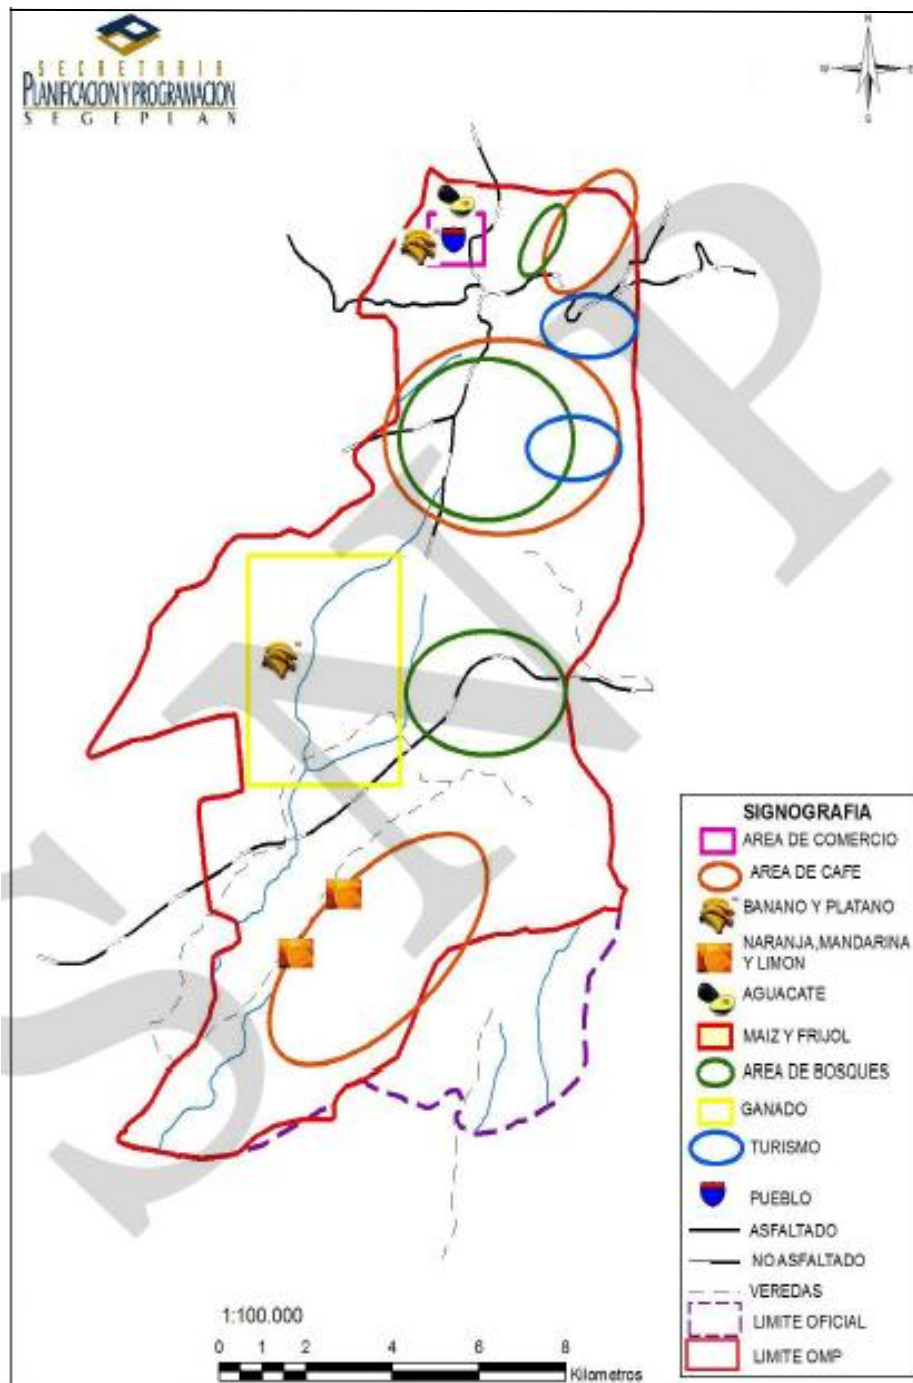 SECRETARIA
PLANIFICACION Y PROGRAMACION
SEGEPLAN
N
W
E
S
SNIP
SIGNOGRAFIA
AREA DE COMERCIO
AREA DE CAFE
BANANO Y PLATANO
NARANJA,MANDARINA
Y LIMON
AGUACATE
MAIZ Y FRIJOL
AREA DE BOSQUES
GANADO
TURISMO
PUEBLO
ASFALTADO
NO ASFALTADO
VEREDAS
LIMITE OFICIAL
LIMITE OMP
1:100.000
0 1 2 4 6 8
Kilometros